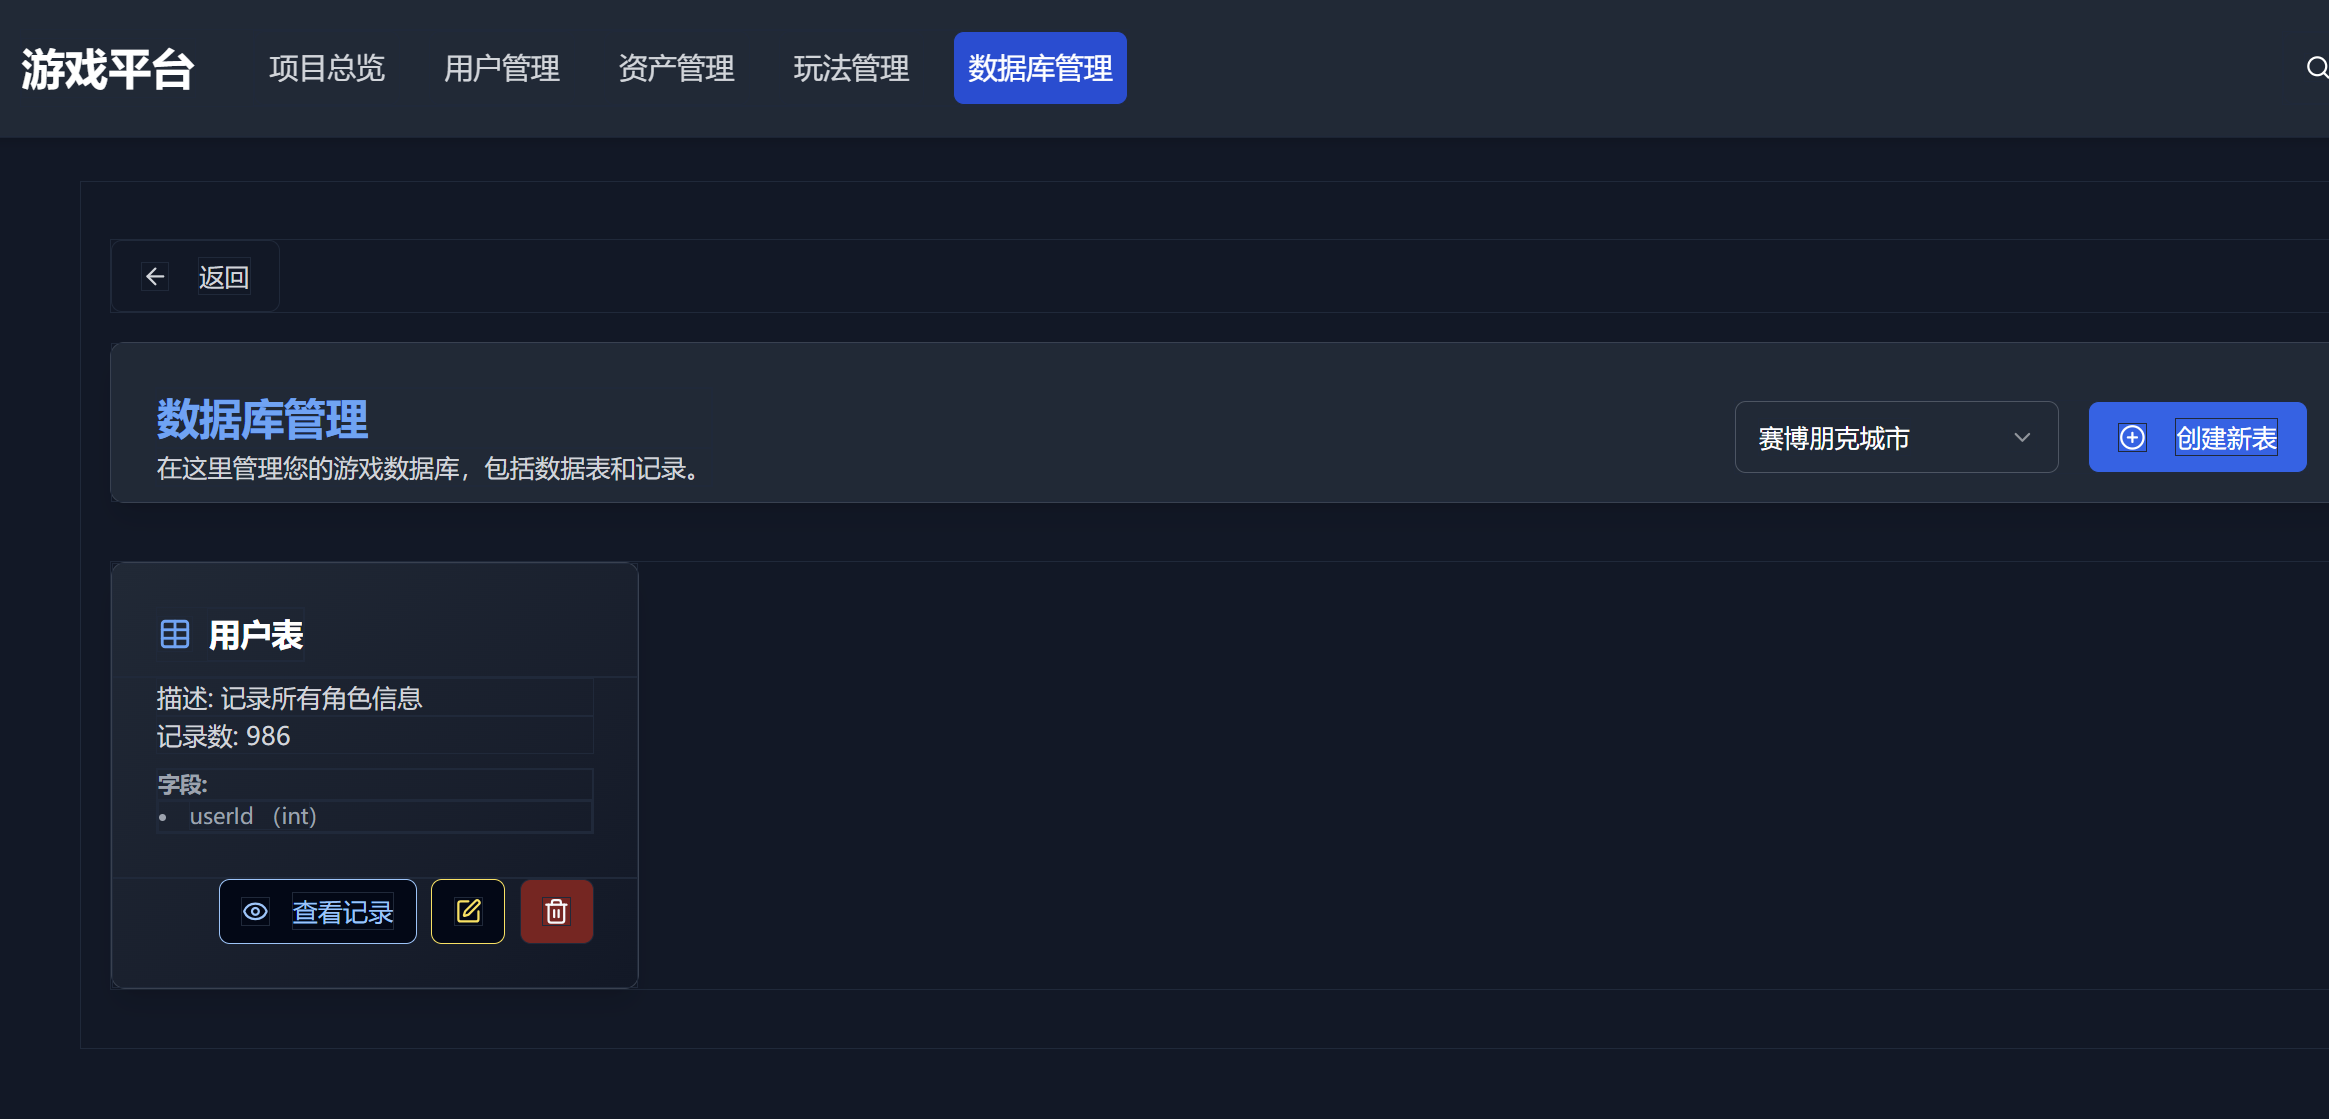 游戏平台
项目总览
用户管理
资产管理
玩法管理
数据库管理
返回
数据库管理
在这里管理您的游戏数据库，包括数据表和记录。
赛博朋克城市
创建新表
用户表
描述: 记录所有角色信息
记录数: 986
字段:
• userId （int）
查看记录